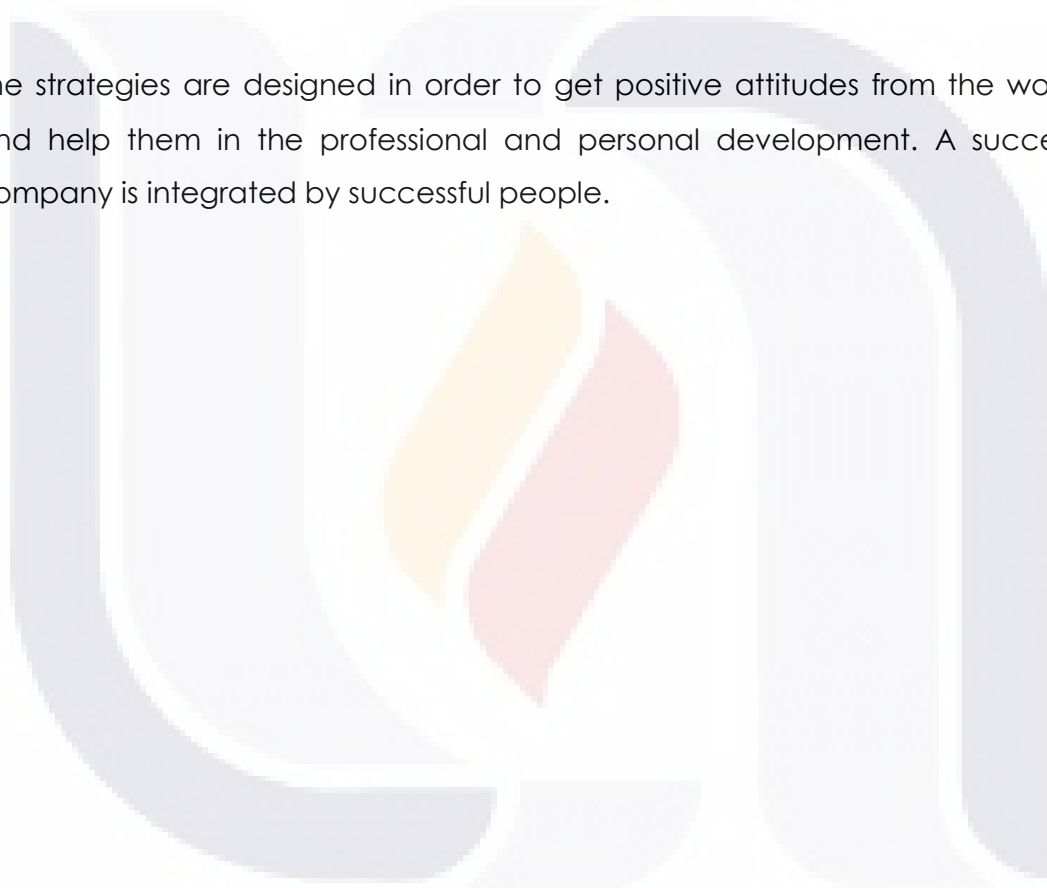 he strategies are designed in order to get positive attitudes from the wo
nd help them in the professional and personal development. A succe
ompany is integrated by successful people.